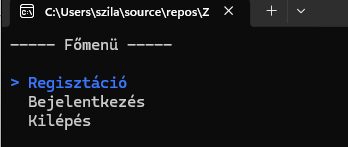 C:\Users\szila\source\repos\Z
----- Főmenü -----
> Regisztáció
Bejelentkezés
Kilépés